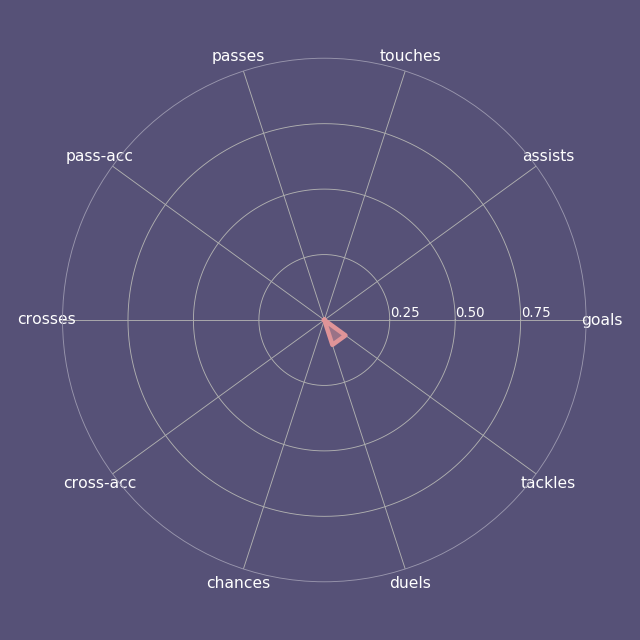 passes
touches
pass-acc
assists
crosses
0.25
0.50
0.75
goals
cross-acc
tackles
chances
duels